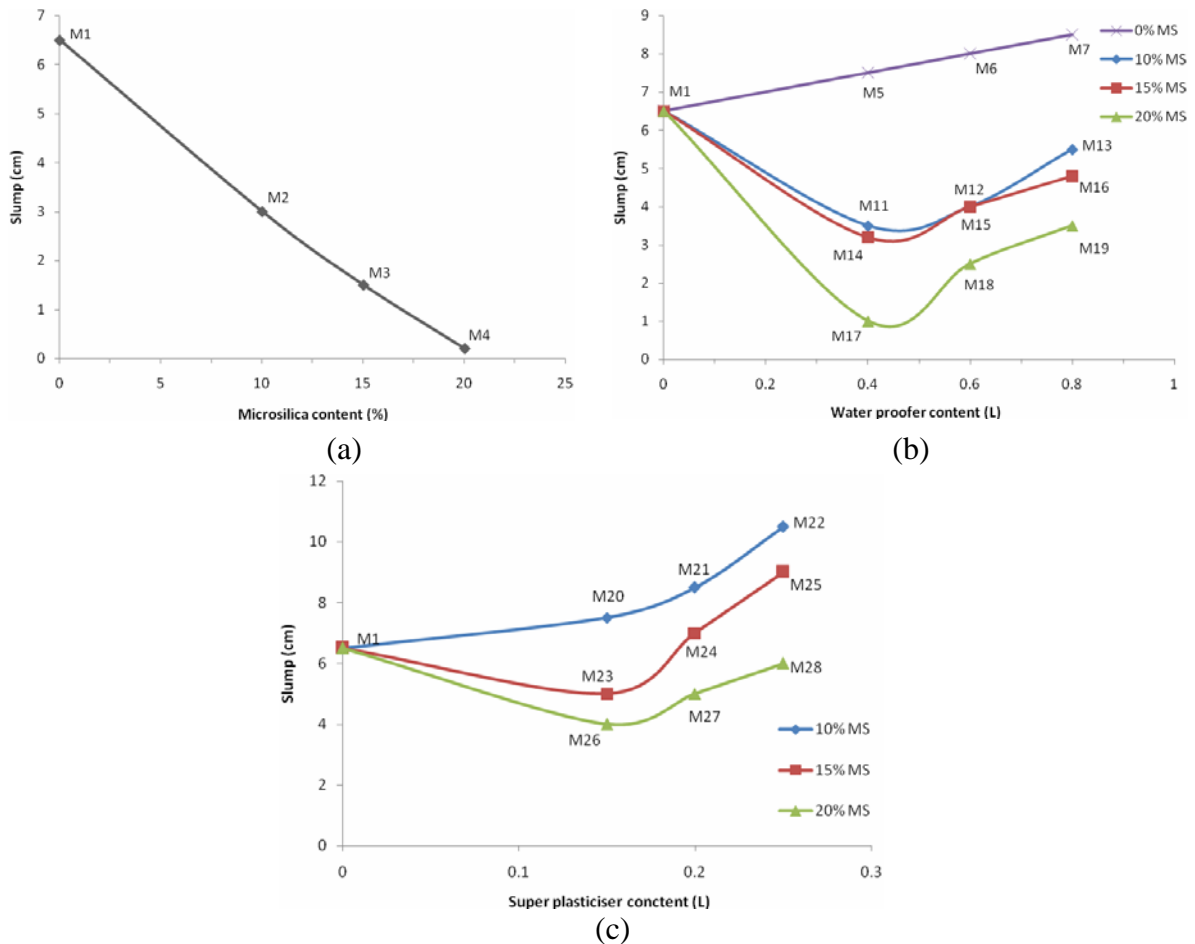 7
6
5
4
3
2
1
0
Slump (cm)
M1
M2
M3
M4
0 5 10 15 20 25
Microsilica content (%)
(a)
9
8
7
6
5
4
3
2
1
0
Slump (cm)
M1
M5
M6
M7
M11
M12
M13
M14
M15
M16
M17
M18
M19
0% MS
10% MS
15% MS
20% MS
0 0.2 0.4 0.6 0.8 1
Water proofer content (L)
(b)
12
10
8
6
4
2
0
Slump (cm)
M1
M20
M21
M22
M23
M24
M25
M26
M27
M28
10% MS
15% MS
20% MS
0 0.1 0.2 0.3
Super plasticiser conctent (L)
(c)